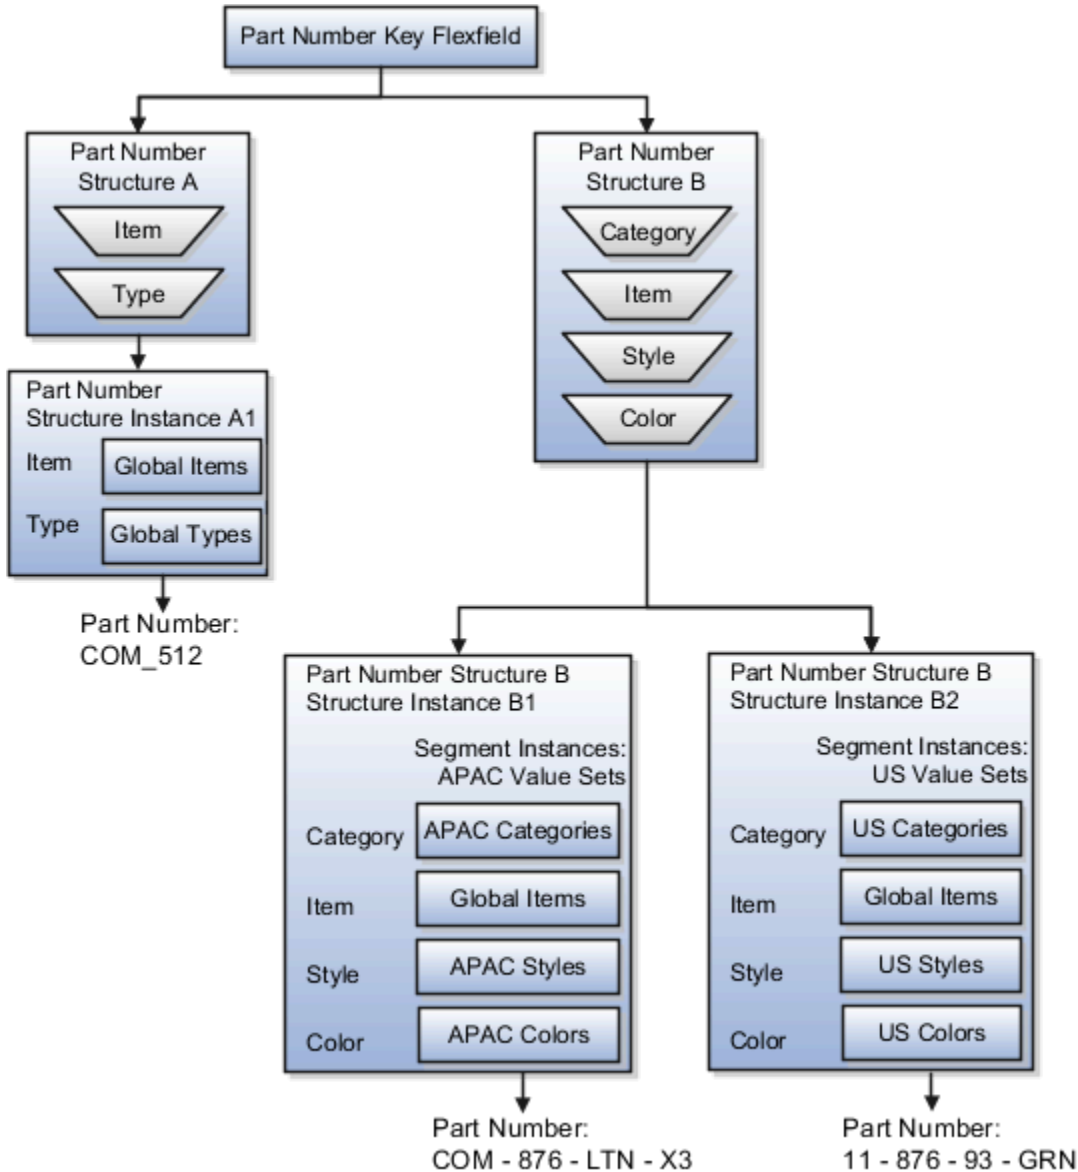 Part Number Key Flexfield
Part Number
Structure A
Item
Type
Part Number
Structure B
Category
Item
Style
Color
Part Number
Structure Instance A1
Item
Global Items
Type
Global Types
Part Number:
COM_512
Part Number Structure B
Structure Instance B1
Segment Instances:
APAC Value Sets
Category
APAC Categories
Item
Global Items
Style
APAC Styles
Color
APAC Colors
Part Number:
COM - 876 - LTN - X3
Part Number Structure B
Structure Instance B2
Segment Instances:
US Value Sets
Category
US Categories
Item
Global Items
Style
US Styles
Color
US Colors
Part Number:
11 - 876 - 93 - GRN